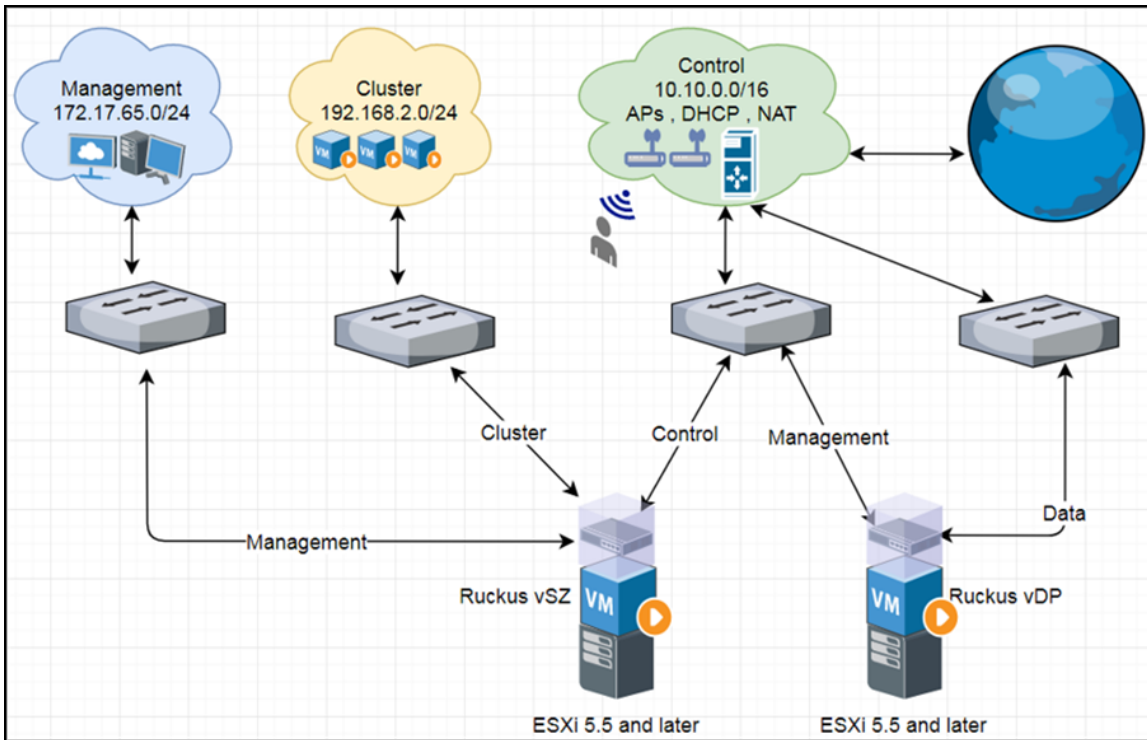 Management
172.17.65.0/24
Cluster
192.168.2.0/24
Control
10.10.0.0/16
APs , DHCP , NAT
VM
VM
VM
Cluster
Control
Management
Management
Data
Ruckus vSZ
VM
VM
Ruckus vDP
ESXi 5.5 and later
ESXi 5.5 and later